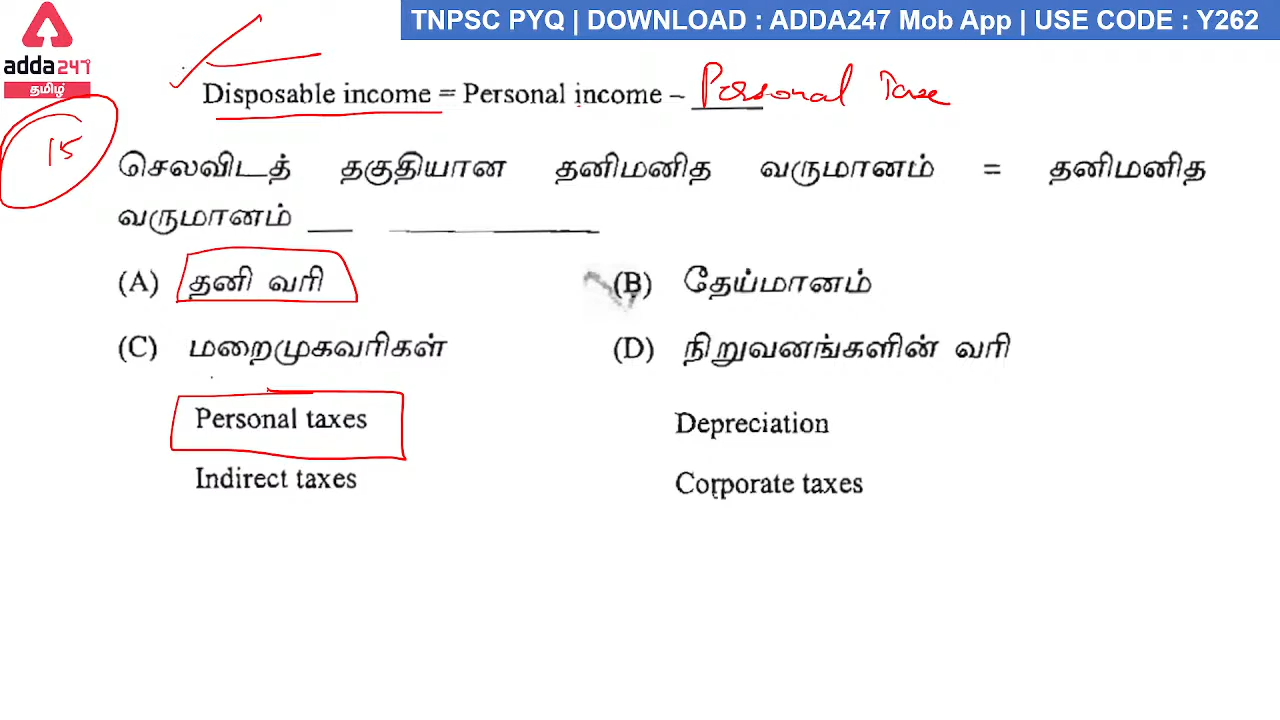 TNPSC PYQ | DOWNLOAD : ADDA247 Mob App | USE CODE : Y262
adda247
தமிழ்
Disposable income = Personal income – Personal Taxe
15
செலவிடத் தகுதியான தனிமனித வருமானம் = தனிமனித
வருமானம் ___ __________
(A) தனி வரி (B) தேய்மானம்
(C) மறைமுகவரிகள் (D) நிறுவனங்களின் வரி
Personal taxes Depreciation
Indirect taxes Corporate taxes